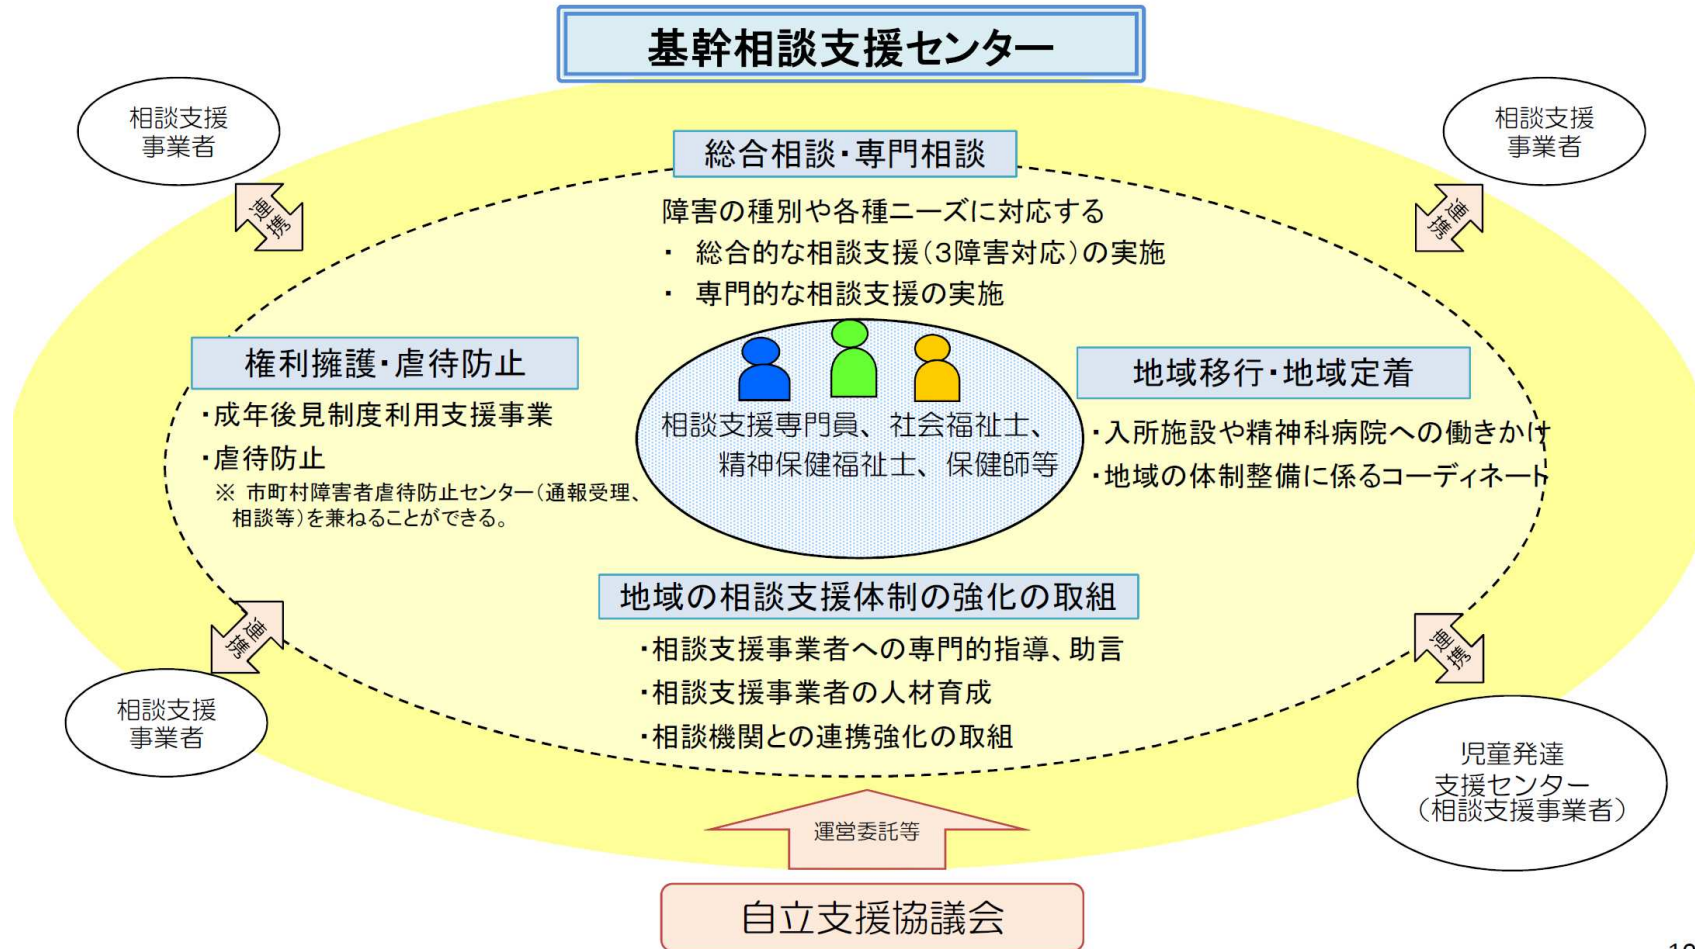 基幹相談支援センター
相談支援
事業者
相談支援
事業者
連携
連携
総合相談・専門相談
障害の種別や各種ニーズに対応する
・ 総合的な相談支援(3障害対応)の実施
・ 専門的な相談支援の実施
権利擁護・虐待防止
・成年後見制度利用支援事業
・虐待防止
※ 市町村障害者虐待防止センター(通報受理、
相談等)を兼ねることができる。
相談支援専門員、社会福祉士、
精神保健福祉士、保健師等
地域移行・地域定着
・入所施設や精神科病院への働きかけ
・地域の体制整備に係るコーディネート
地域の相談支援体制の強化の取組
・相談支援事業者への専門的指導、助言
・相談支援事業者の人材育成
・相談機関との連携強化の取組
連携
連携
相談支援
事業者
児童発達
支援センター
(相談支援事業者)
運営委託等
自立支援協議会